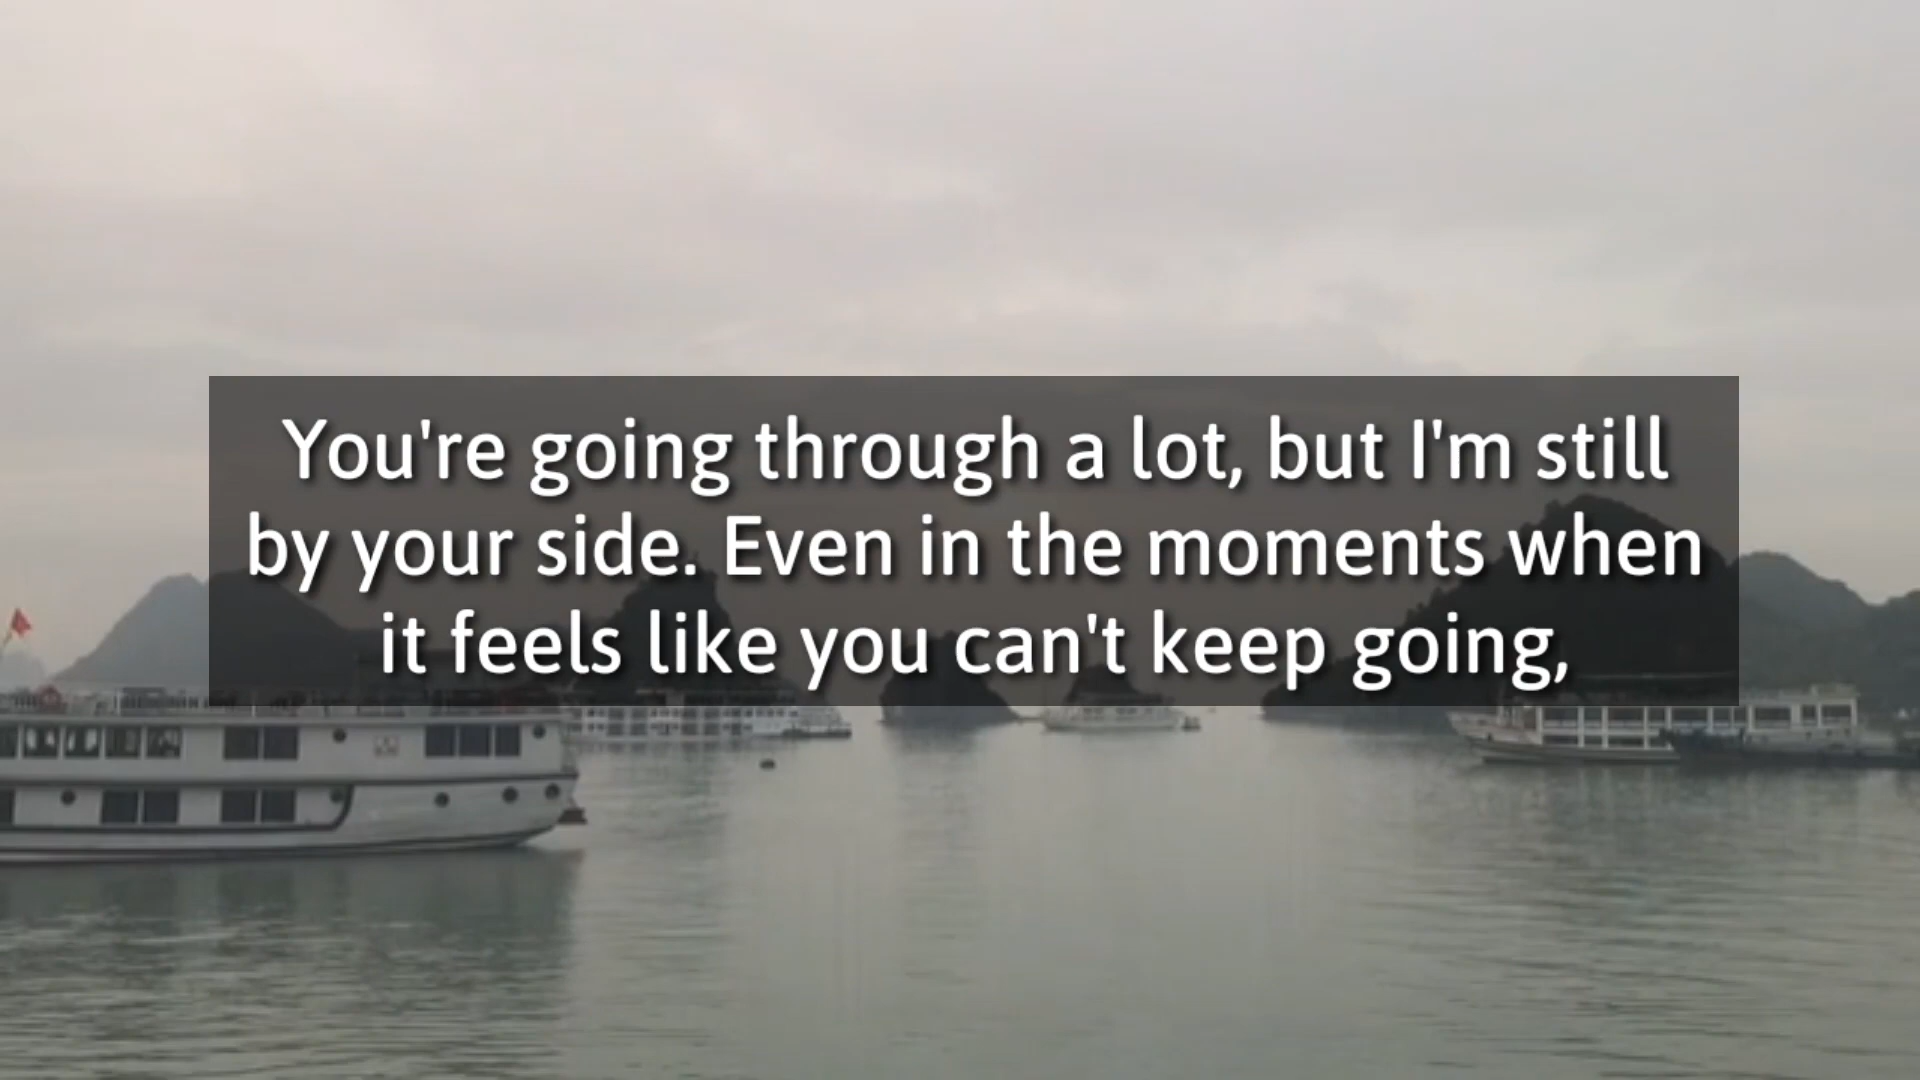 You're going through a lot, but I'm still
by your side. Even in the moments when
it feels like you can't keep going,